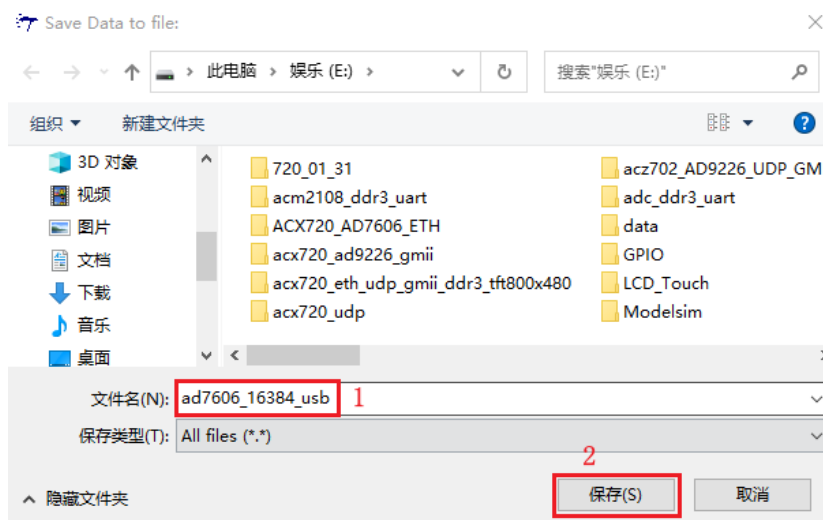 Save Data to file:
此电脑 › 娱乐 (E:) › 搜索"娱乐 (E:)"
组织 新建文件夹
3D 对象
视频
图片
文档
下载
音乐
桌面
720_01_31
acm2108_ddr3_uart
ACX720_AD7606_ETH
acx720_ad9226_gmii
acx720_eth_udp_gmii_ddr3_tft800x480
acx720_udp
acz702_AD9226_UDP_GM
adc_ddr3_uart
data
GPIO
LCD_Touch
Modelsim
文件名(N): ad7606_16384_usb 1
保存类型(T): All files (*.*)
2
隐藏文件夹 保存(S) 取消